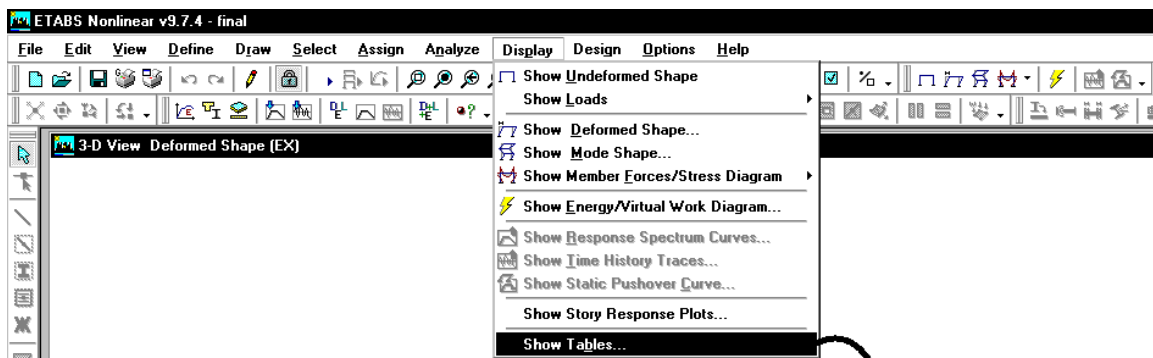 ETABS Nonlinear v9.7.4 - final
File Edit View Define Draw Select Assign Analyze Display Design Options Help
3-D View Deformed Shape (EX)
Show Undeformed Shape
Show Loads
Show Deformed Shape...
Show Mode Shape...
Show Member Forces/Stress Diagram
Show Energy/Virtual Work Diagram...
Show Response Spectrum Curves...
Show Time History Traces...
Show Static Pushover Curve...
Show Story Response Plots...
Show Tables...